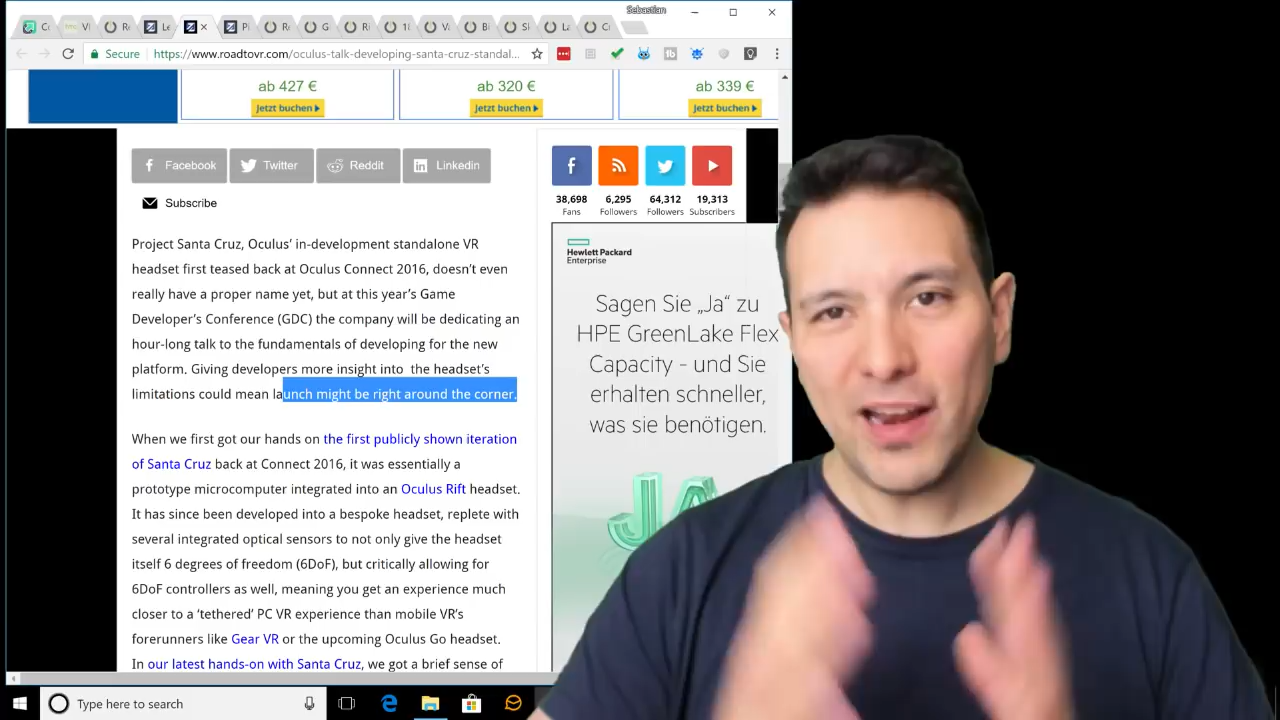 Sebastian
Secure
https://www.roadtovr.com/oculus-talk-developing-santa-cruz-standal...
ab 427 €
ab 320 €
ab 339 €
Jetzt buchen
Jetzt buchen
Jetzt buchen
Facebook
Twitter
Reddit
Linkedin
Subscribe
38,698
6,295
64,312
19,313
Fans
Followers
Followers
Subscribers
Project Santa Cruz, Oculus’ in-development standalone VR
headset first teased back at Oculus Connect 2016, doesn’t even
really have a proper name yet, but at this year’s Game
Developer’s Conference (GDC) the company will be dedicating an
hour-long talk to the fundamentals of developing for the new
platform. Giving developers more insight into the headset’s
limitations could mean launch might be right around the corner.
When we first got our hands on the first publicly shown iteration
of Santa Cruz back at Connect 2016, it was essentially a
prototype microcomputer integrated into an Oculus Rift headset.
It has since been developed into a bespoke headset, replete with
several integrated optical sensors to not only give the headset
itself 6 degrees of freedom (6DoF), but critically allowing for
6DoF controllers as well, meaning you get an experience much
closer to a ‘tethered’ PC VR experience than mobile VR’s
forerunners like Gear VR or the upcoming Oculus Go headset.
In our latest hands-on with Santa Cruz, we got a brief sense of
Hewlett Packard
Enterprise
Sagen Sie „Ja“ zu
HPE GreenLake Flex
Capacity - und Sie
erhalten schneller,
was sie benötigen.
JA
Type here to search